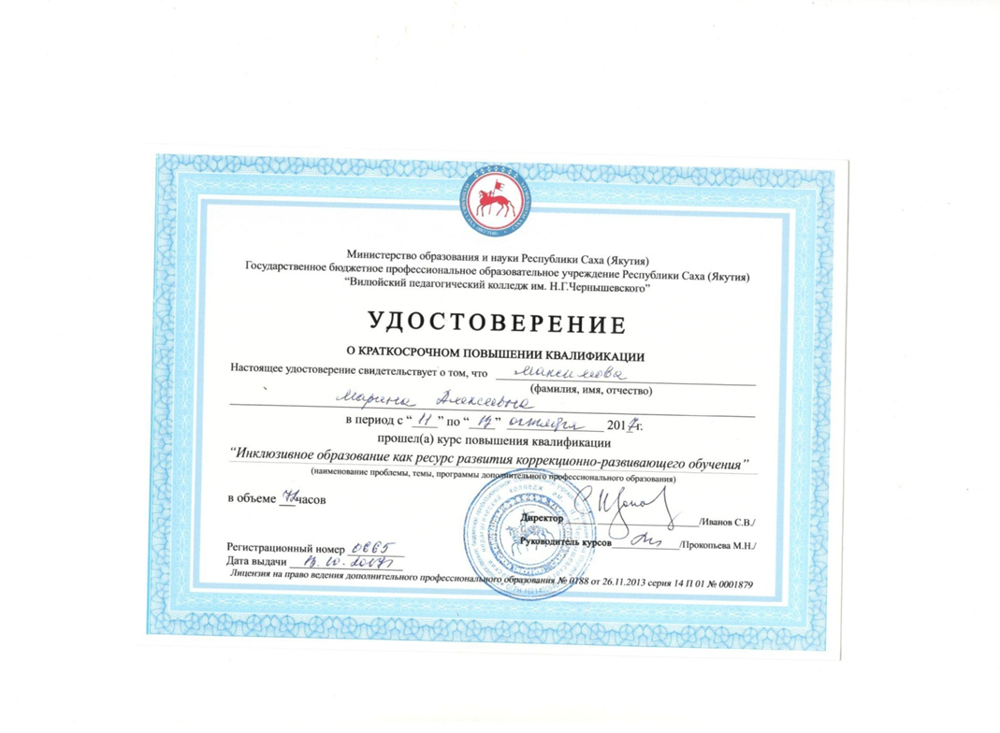 Министерство образования и науки Республики Саха (Якутия)
Государственное бюджетное профессиональное образовательное учреждение Республики Саха (Якутия)
“Вилюйский педагогический колледж им. Н.Г.Чернышевского”
УДОСТОВЕРЕНИЕ
О КРАТКОСРОЧНОМ ПОВЫШЕНИИ КВАЛИФИКАЦИИ
Настоящее удостоверение свидетельствует о том, что Максимова
(фамилия, имя, отчество)
Марина Алексеевна
в период с “11” по “13” октября 2017г.
прошел(а) курс повышения квалификации
“Инклюзивное образование как ресурс развития коррекционно-развивающего обучения”
(наименование проблемы, темы, программы дополнительного профессионального образования)
в объеме 72 часов
Директор /Иванов С.В./
Руководитель курсов /Прокопьева М.Н./
Регистрационный номер 0665
Дата выдачи 13.10.2017г
Лицензия на право ведения дополнительного профессионального образования № 0188 от 26.11.2013 серия 14 П 01 № 0001879